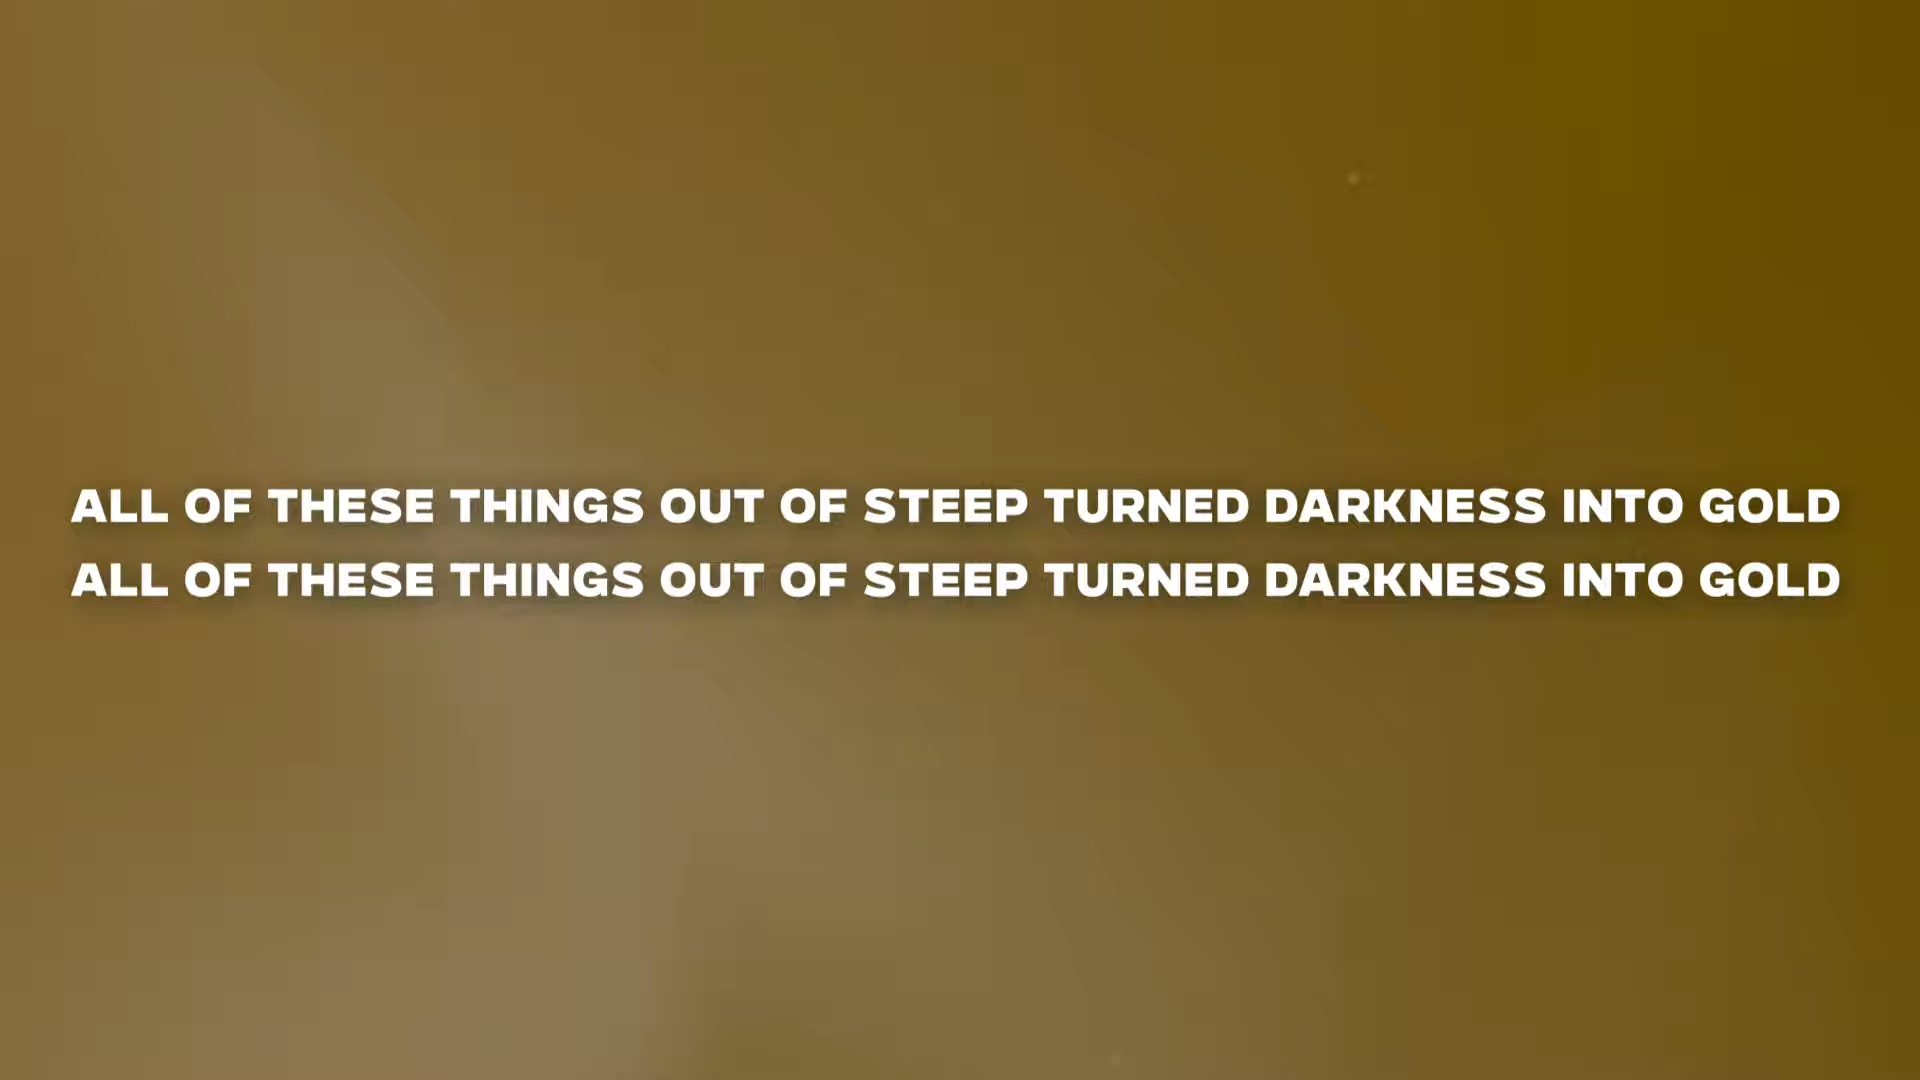 ALL OF THESE THINGS OUT OF STEEP TURNED DARKNESS INTO GOLD
ALL OF THESE THINGS OUT OF STEEP TURNED DARKNESS INTO GOLD